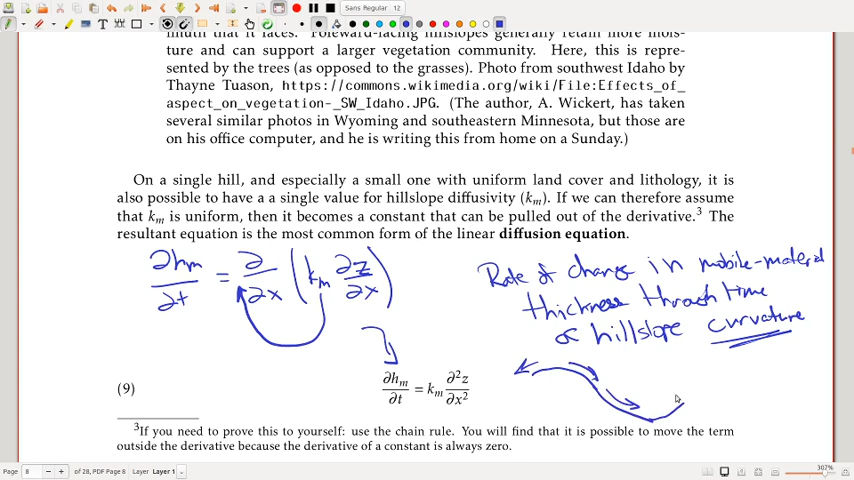 Sans Regular 12
muth that it faces. Poleward-facing hillslopes generally retain more mois-
ture and can support a larger vegetation community. Here, this is repre-
sented by the trees (as opposed to the grasses). Photo from southwest Idaho by
Thayne Tuason, https://commons.wikimedia.org/wiki/File:Effects_of_
aspect_on_vegetation-_SW_Idaho.JPG. (The author, A. Wickert, has taken
several similar photos in Wyoming and southeastern Minnesota, but those are
on his office computer, and he is writing this from home on a Sunday.)
On a single hill, and especially a small one with uniform land cover and lithology, it is
also possible to have a a single value for hillslope diffusivity (kₘ). If we can therefore assume
that kₘ is uniform, then it becomes a constant that can be pulled out of the derivative.³ The
resultant equation is the most common form of the linear diffusion equation.
∂hₘ/∂t = ∂/∂x (kₘ ∂z/∂x)
Rate of change in mobile-material
thickness through time
∝ hillslope curvature
(9) ∂hₘ/∂t = kₘ ∂²z/∂x²
³If you need to prove this to yourself: use the chain rule. You will find that it is possible to move the term
outside the derivative because the derivative of a constant is always zero.
Page 8 of 28, PDF Page 8 Layer Layer 1 307%